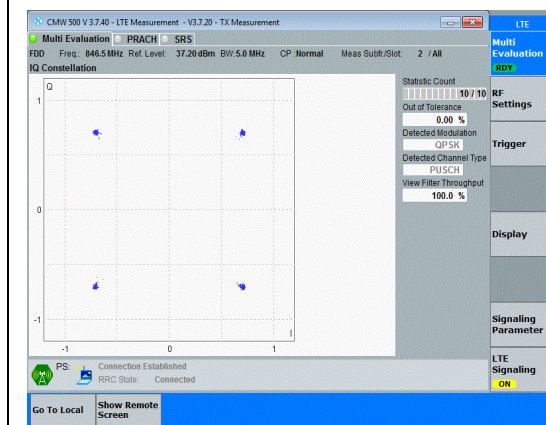 CMW 500 V 3.7.40 - LTE Measurement - V3.7.20 - TX Measurement
LTE
Multi Evaluation PRACH SRS
Multi
Evaluation
RDY
FDD Freq.: 846.5 MHz Ref. Level: 37.20 dBm BW: 5.0 MHz CP :Normal Meas Subfr./Slot: 2 / All
IQ Constellation
Q
1
0
-1
I
-1 0 1
Statistic Count
10 / 10
Out of Tolerance
0.00 %
Detected Modulation
QPSK
Detected Channel Type
PUSCH
View Filter Throughput
100.0 %
RF
Settings
Trigger
Display
Signaling
Parameter
LTE
Signaling
ON
PS: Connection Established
RRC State: Connected
Go To Local
Show Remote
Screen